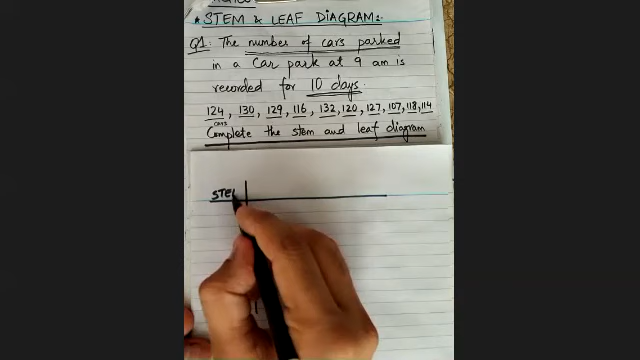 * STEM & LEAF DIAGRAM:
Q1: The number of cars parked
in a car park at 9 am is
recorded for 10 days.
124, 130, 129, 116, 132, 120, 127, 107, 118, 114
cars
Complete the stem and leaf diagram
STE